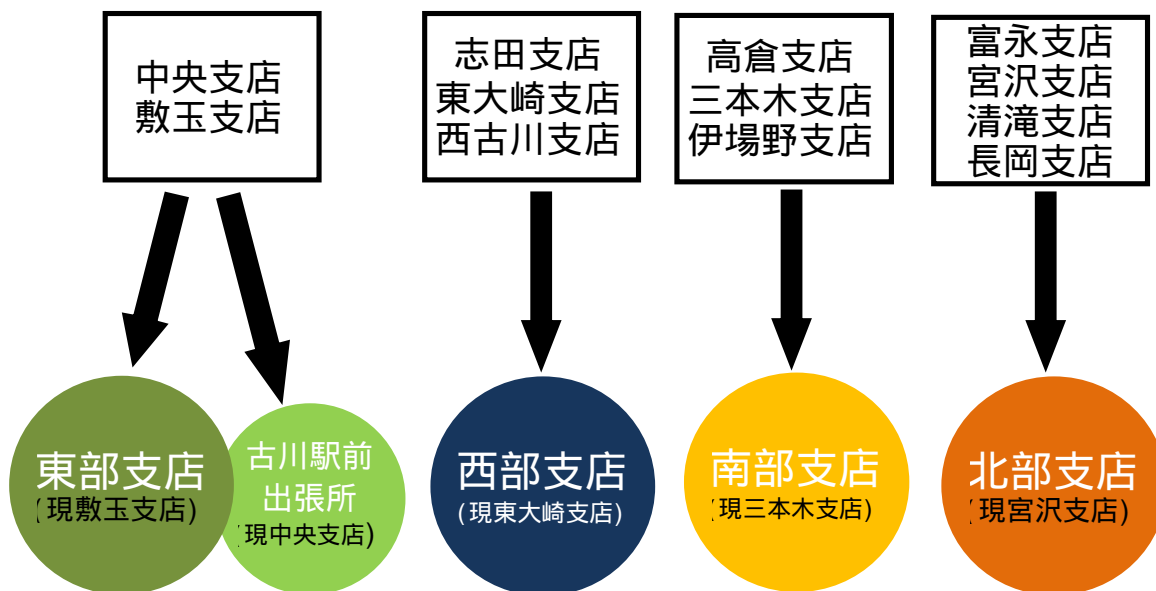 中央支店
敷玉支店
志田支店
東大崎支店
西古川支店
高倉支店
三本木支店
伊場野支店
富永支店
宮沢支店
清滝支店
長岡支店
東部支店
(現敷玉支店)
古川駅前
出張所
(現中央支店)
西部支店
(現東大崎支店)
南部支店
(現三本木支店)
北部支店
(現宮沢支店)